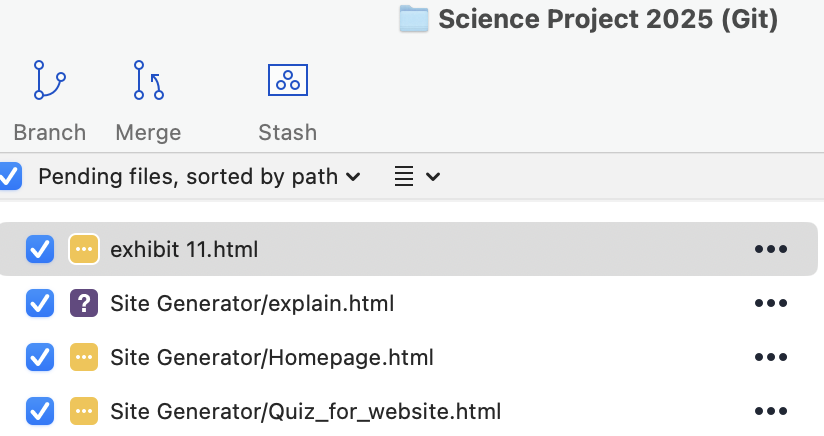 Science Project 2025 (Git)
Branch Merge Stash
Pending files, sorted by path
exhibit 11.html
? Site Generator/explain.html
Site Generator/Homepage.html
Site Generator/Quiz_for_website.html